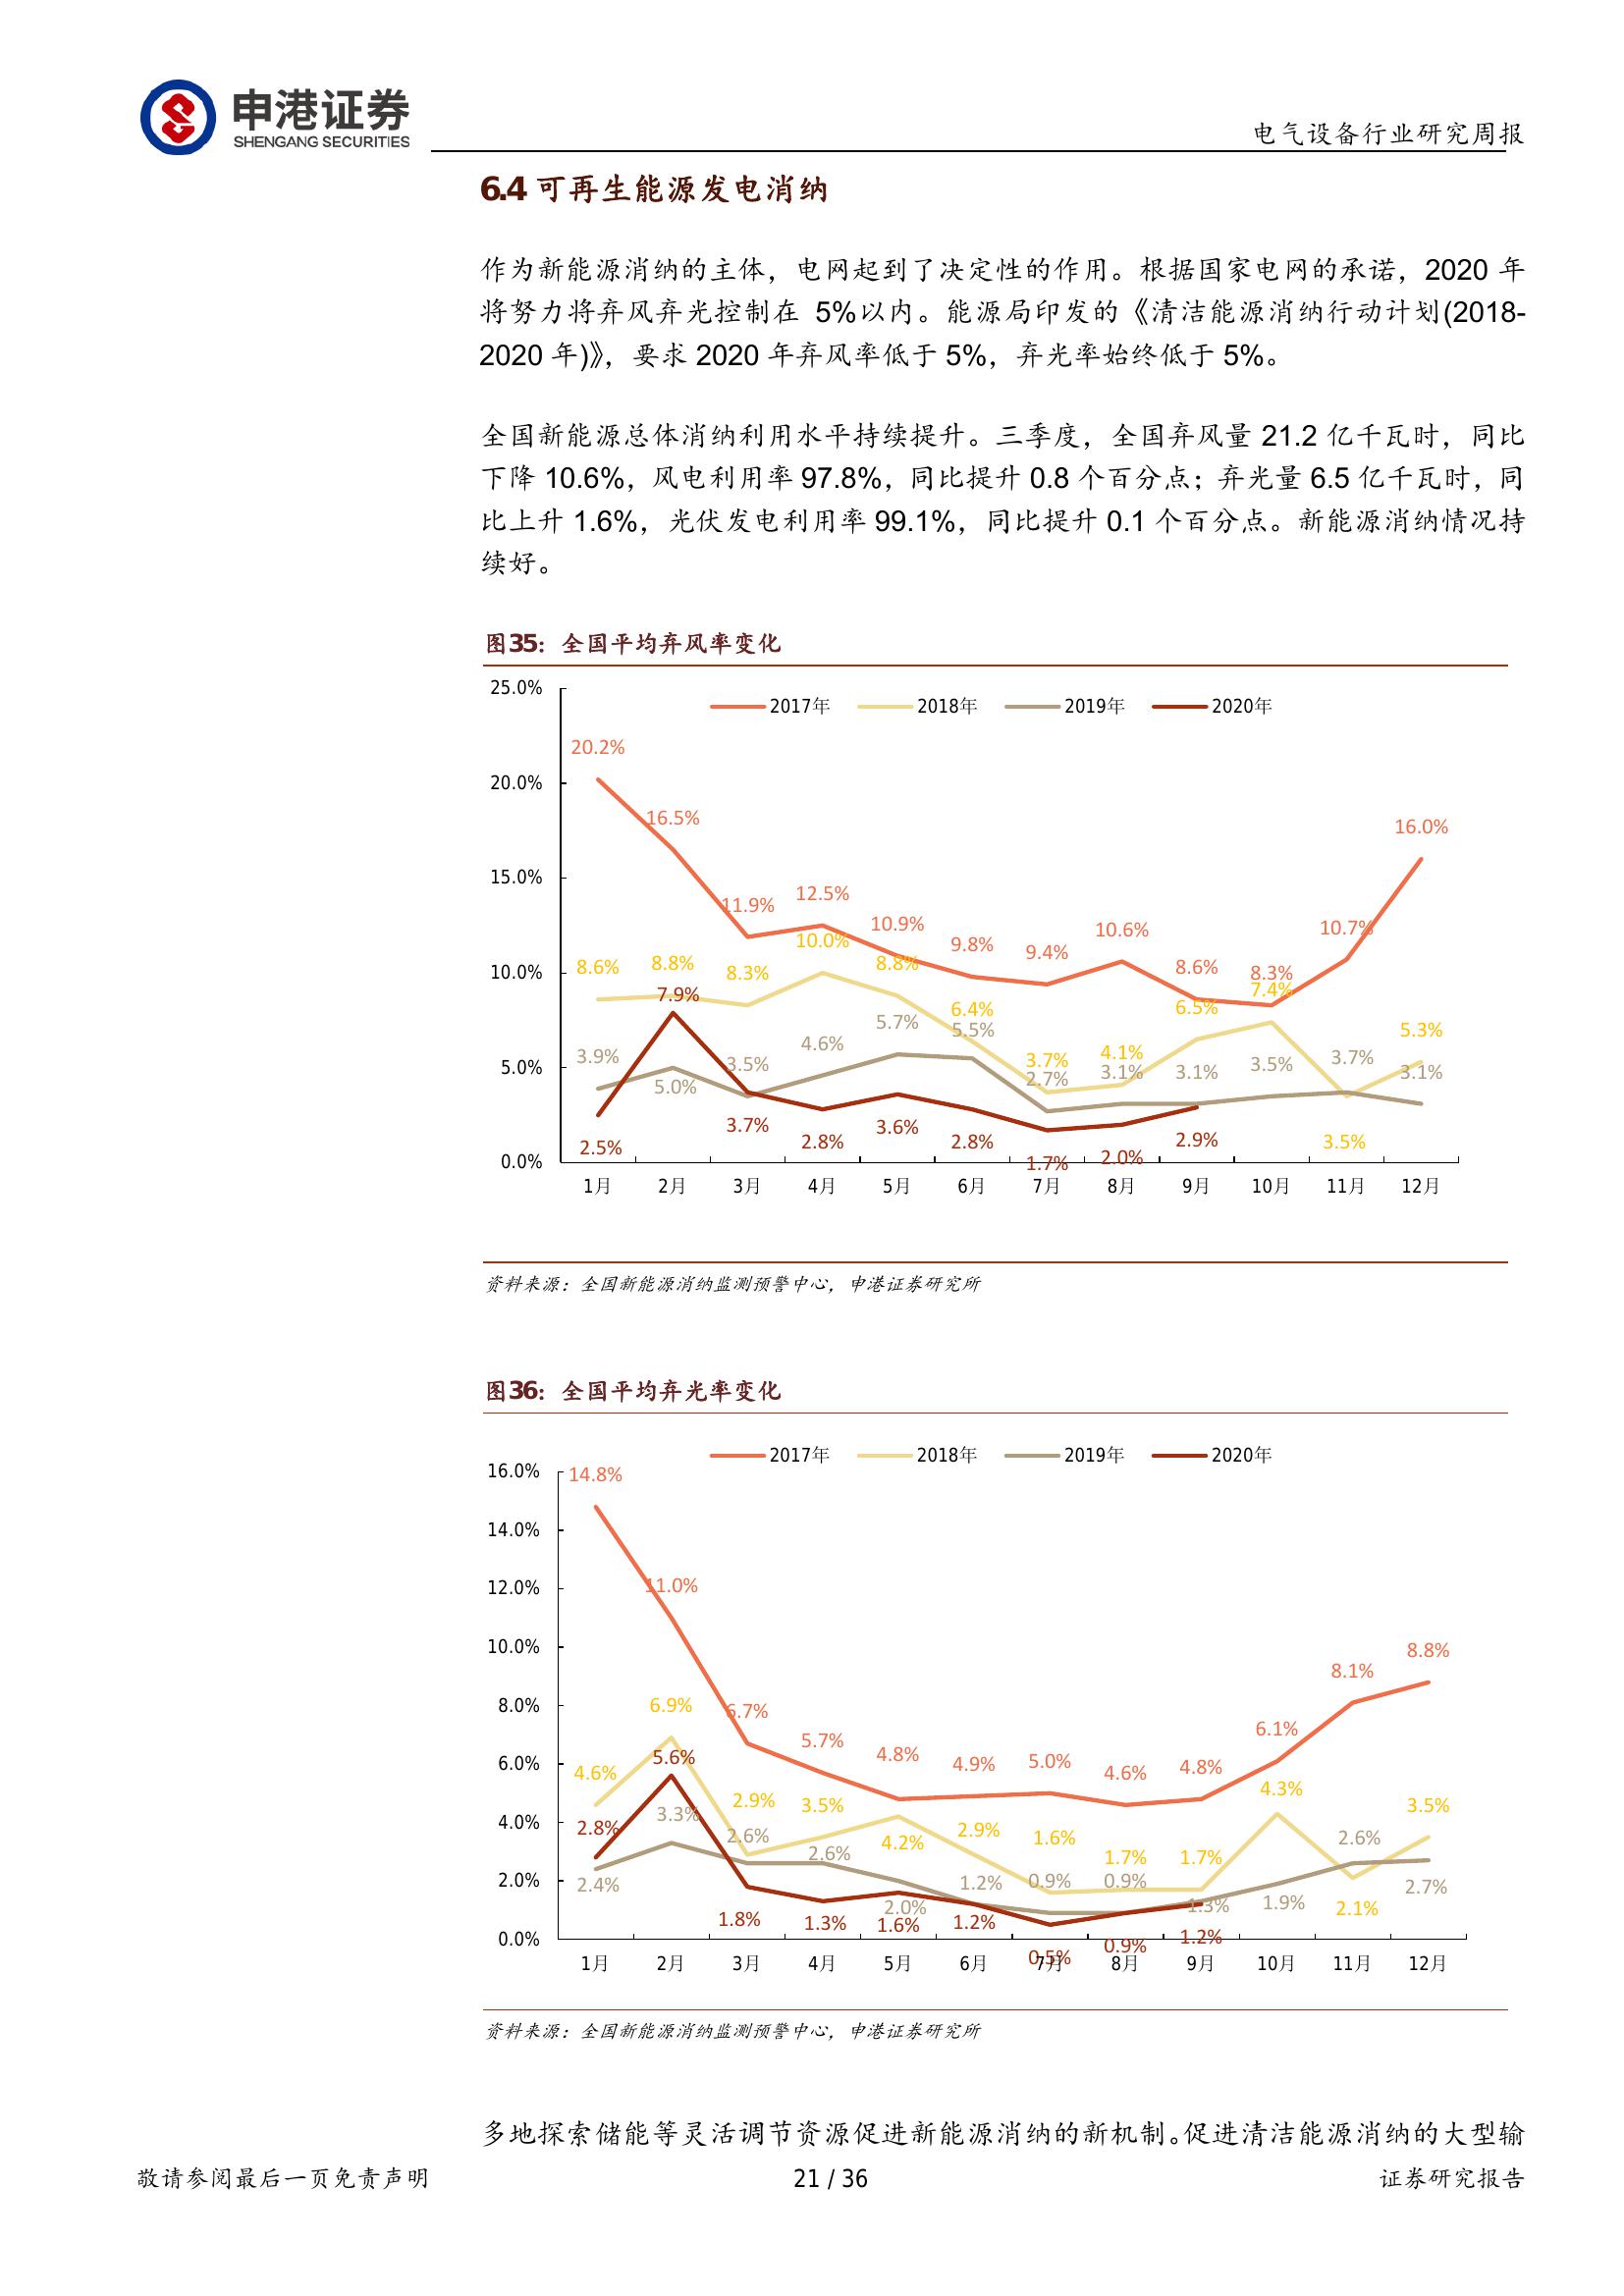 申港证券
SHENGANG SECURITIES
电气设备行业研究周报
6.4 可再生能源发电消纳
作为新能源消纳的主体，电网起到了决定性的作用。根据国家电网的承诺，2020 年
将努力将弃风弃光控制在 5%以内。能源局印发的《清洁能源消纳行动计划(2018-
2020 年)》，要求 2020 年弃风率低于 5%，弃光率始终低于 5%。
全国新能源总体消纳利用水平持续提升。三季度，全国弃风量 21.2 亿千瓦时，同比
下降 10.6%，风电利用率 97.8%，同比提升 0.8 个百分点；弃光量 6.5 亿千瓦时，同
比上升 1.6%，光伏发电利用率 99.1%，同比提升 0.1 个百分点。新能源消纳情况持
续好。
图35：全国平均弃风率变化
2017年 2018年 2019年 2020年
25.0%
20.0%
15.0%
10.0%
5.0%
0.0%
20.2% 16.5% 11.9% 12.5% 10.9% 9.8% 9.4% 10.6% 8.6% 8.3% 10.7% 16.0%
8.6% 8.8% 8.3% 10.0% 8.8% 6.4% 3.7% 4.1% 6.5% 7.4% 3.5% 5.3%
3.9% 5.0% 3.5% 4.6% 5.7% 5.5% 2.7% 3.1% 3.1% 3.5% 3.7% 3.1%
2.5% 7.9% 3.7% 2.8% 3.6% 2.8% 1.7% 2.0% 2.9%
1月 2月 3月 4月 5月 6月 7月 8月 9月 10月 11月 12月
资料来源：全国新能源消纳监测预警中心，申港证券研究所
图36：全国平均弃光率变化
2017年 2018年 2019年 2020年
16.0%
14.0%
12.0%
10.0%
8.0%
6.0%
4.0%
2.0%
0.0%
14.8% 11.0% 6.7% 5.7% 4.8% 4.9% 5.0% 4.6% 4.8% 6.1% 8.1% 8.8%
4.6% 6.9% 2.9% 3.5% 4.2% 2.9% 1.6% 1.7% 1.7% 4.3% 2.1% 3.5%
2.4% 3.3% 2.6% 2.6% 2.0% 1.2% 0.9% 0.9% 1.3% 1.9% 2.6% 2.7%
2.8% 5.6% 1.8% 1.3% 1.6% 1.2% 0.5% 0.9% 1.2%
1月 2月 3月 4月 5月 6月 7月 8月 9月 10月 11月 12月
资料来源：全国新能源消纳监测预警中心，申港证券研究所
多地探索储能等灵活调节资源促进新能源消纳的新机制。促进清洁能源消纳的大型输
敬请参阅最后一页免责声明
21 / 36
证券研究报告